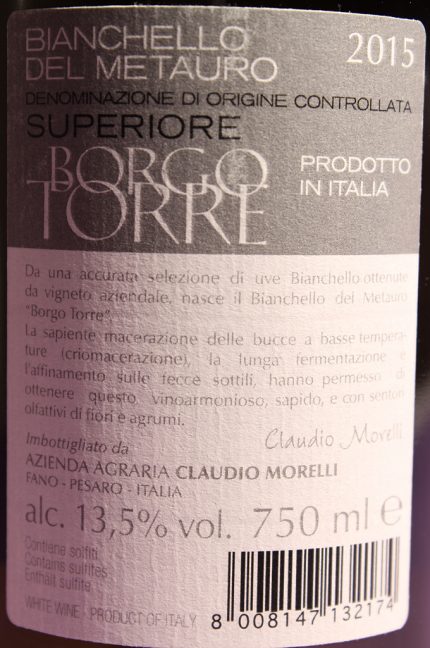 BIANCHELLO 2015
DEL METAURO
DENOMINAZIONE DI ORIGINE CONTROLLATA
SUPERIORE
BORGO
TORRE
PRODOTTO
IN ITALIA
Da una accurata selezione di uve Bianchello ottenute
da vigneto aziendale, nasce il Bianchello del Metauro
"Borgo Torre".
La sapiente macerazione delle bucce a basse tempera-
ture (criomacerazione), la lunga fermentazione e
l'affinamento sulle fecce sottili, hanno permesso di
ottenere questo vino armonioso, sapido, e con sentori
olfattivi di fiori e agrumi.
Claudio Morelli
Imbottigliato da
AZIENDA AGRARIA CLAUDIO MORELLI
FANO - PESARO - ITALIA
alc. 13,5% vol. 750 ml e
Contiene solfiti
Contains sulfites
Enthält sulfite
WHITE WINE - PRODUCT OF ITALY
8 008147 132174